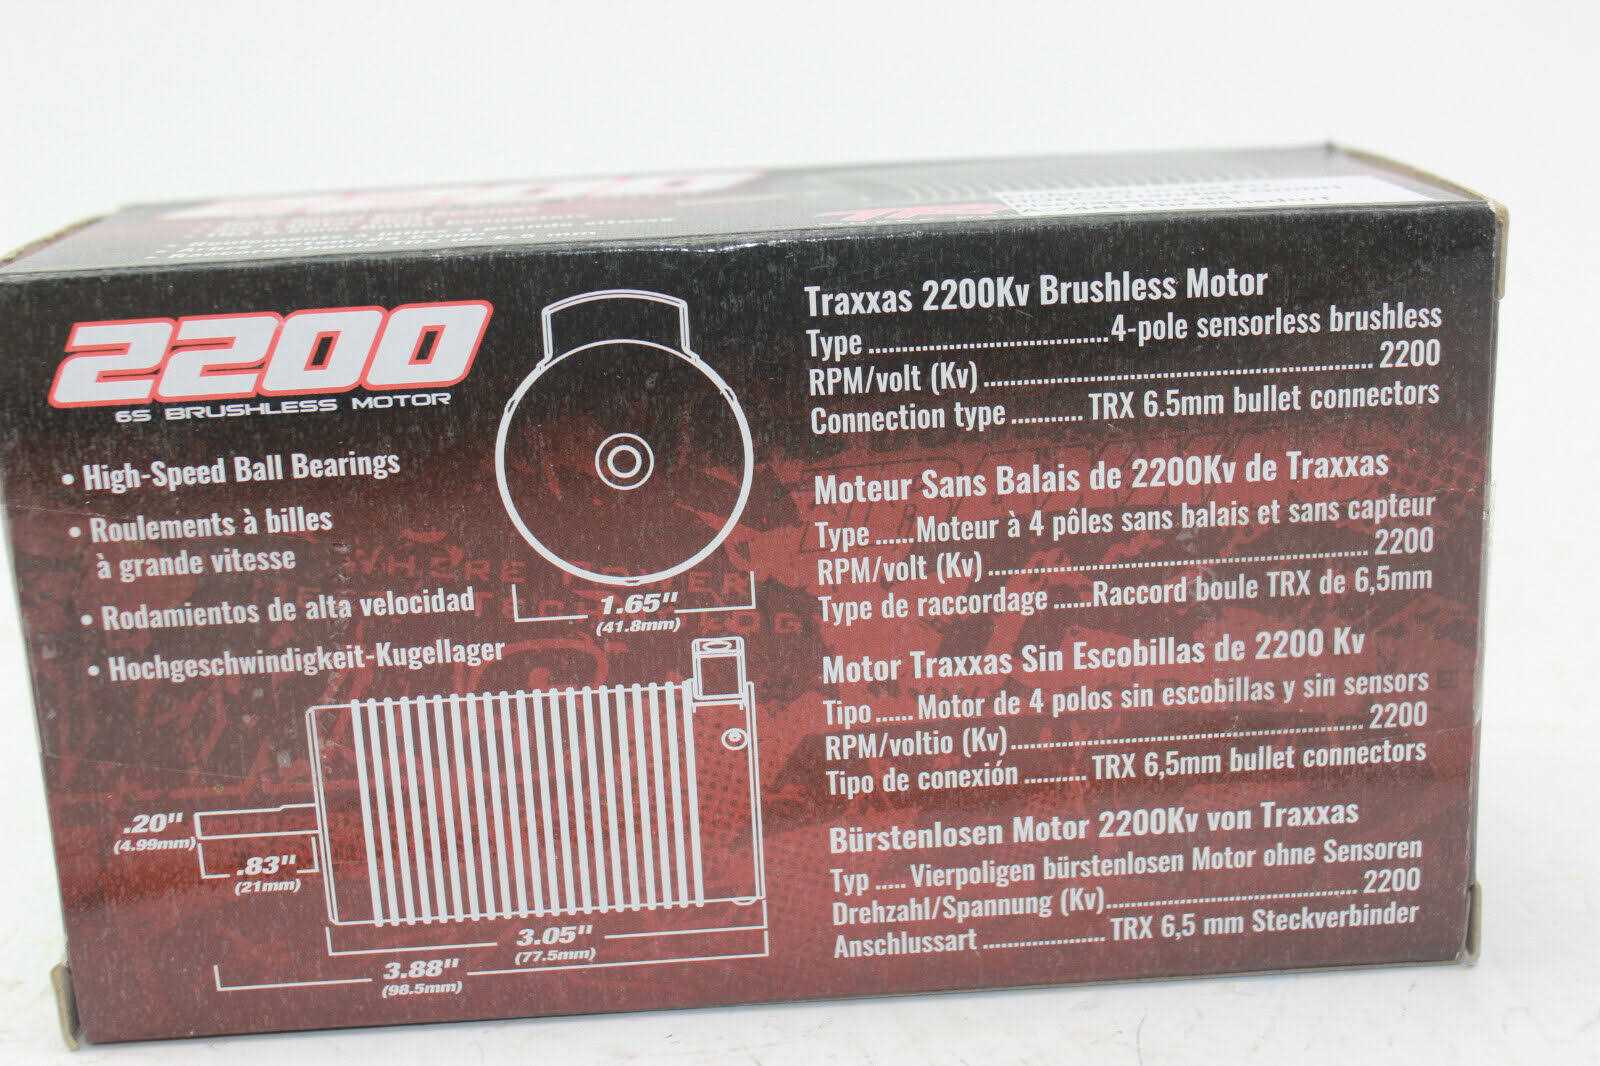 2200
6S BRUSHLESS MOTOR
• High-Speed Ball Bearings
• Roulements à billes
à grande vitesse
• Rodamientos de alta velocidad
• Hochgeschwindigkeit-Kugellager
1.65"
(41.8mm)
.20"
(4.99mm)
.83"
(21mm)
3.05"
(77.5mm)
3.88"
(98.5mm)
Traxxas 2200Kv Brushless Motor
Type ..................................4-pole sensorless brushless
RPM/volt (Kv)......................................................... 2200
Connection type ........... TRX 6.5mm bullet connectors
Moteur Sans Balais de 2200Kv de Traxxas
Type ......Moteur à 4 pôles sans balais et sans capteur
RPM/volt (Kv) ......................................................... 2200
Type de raccordage ......Raccord boule TRX de 6,5mm
Motor Traxxas Sin Escobillas de 2200 Kv
Tipo ...... Motor de 4 polos sin escobillas y sin sensors
RPM/voltio (Kv)..................................................... 2200
Tipo de conexión .......... TRX 6,5mm bullet connectors
Bürstenlosen Motor 2200Kv von Traxxas
Typ ..... Vierpoligen bürstenlosen Motor ohne Sensoren
Drehzahl/Spannung (Kv)...................................... 2200
Anschlussart .................... TRX 6,5 mm Steckverbinder